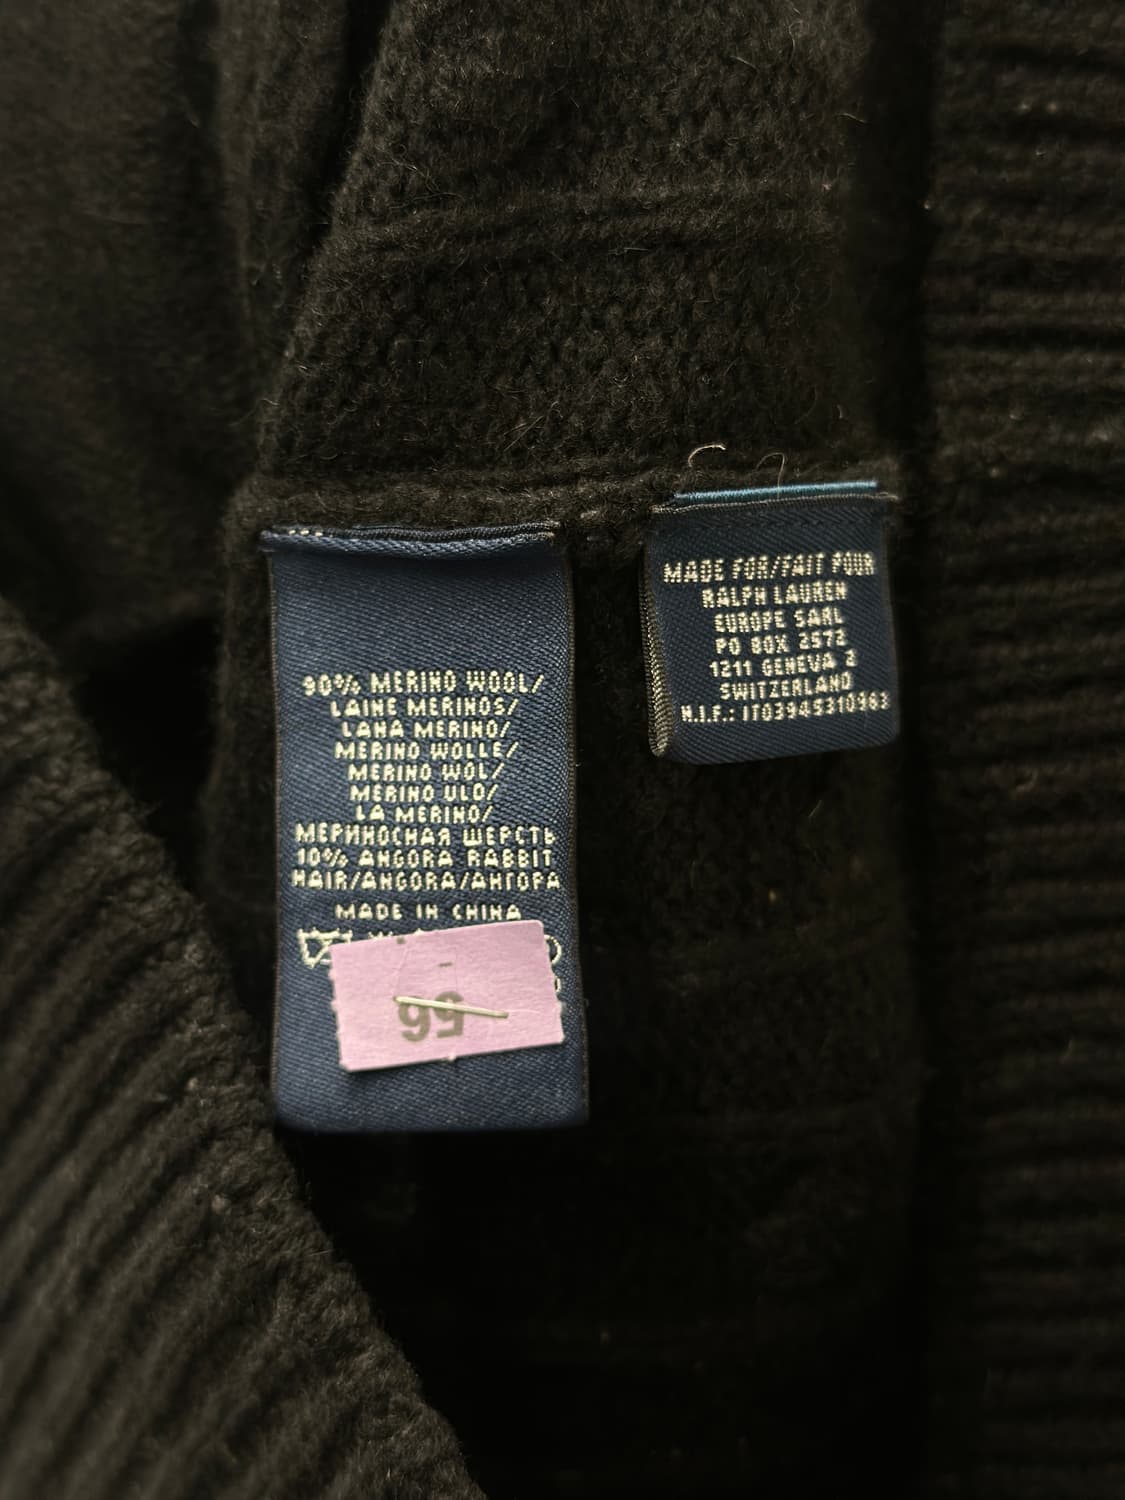 90% MERINO WOOL/
LAINE MERINOS/
LANA MERINO/
MERINO WOLLE/
MERINO WOL/
MERINO ULD/
LA MERINO/
МЕРИНОСНАЯ ШЕРСТЬ
10% ANGORA RABBIT
HAIR/ANGORA/АНГОРА
MADE IN CHINA
56
MADE FOR/FAIT POUR
RALPH LAUREN
EUROPE SARL
PO BOX 2572
1211 GENEVA 2
SWITZERLAND
N.I.F.: IT03945310963